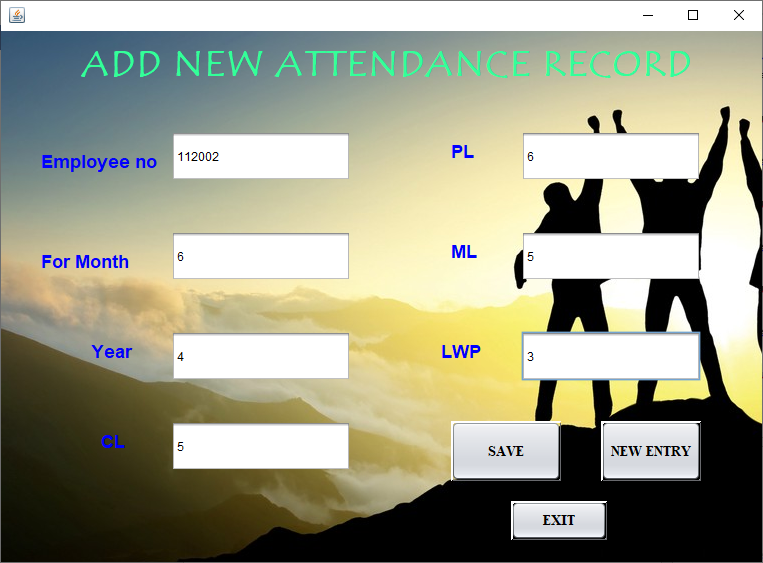 ADD NEW ATTENDANCE RECORD
Employee no 112002
PL 6
For Month 6
ML 5
Year 4
LWP 3
CL 5
SAVE
NEW ENTRY
EXIT